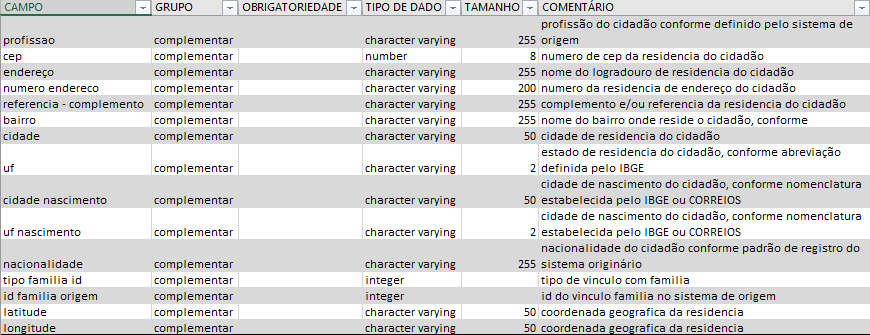 CAMPO GRUPO OBRIGATORIEDADE TIPO DE DADO TAMANHO COMENTÁRIO
profissão do cidadão conforme definido pelo sistema de
profissao complementar character varying 255 origem
cep complementar number 8 numero de cep da residencia do cidadão
endereço complementar character varying 255 nome do logradouro de residencia do cidadão
numero endereco complementar character varying 200 numero da residencia de endereço do cidadão
referencia - complemento complementar character varying 255 complemento e/ou referencia da residencia do cidadão
bairro complementar character varying 255 nome do bairro onde reside o cidadão, conforme
cidade complementar character varying 50 cidade de residencia do cidadão
estado de residencia do cidadão, conforme abreviação
uf complementar character varying 2 definida pelo IBGE
cidade de nascimento do cidadão, conforme nomenclatura
cidade nascimento complementar character varying 50 estabelecida pelo IBGE ou CORREIOS
cidade de nascimento do cidadão, conforme nomenclatura
uf nascimento complementar character varying 2 estabelecida pelo IBGE ou CORREIOS
nacionalidade do cidadão conforme padrão de registro do
nacionalidade complementar character varying 255 sistema originário
tipo familia id complementar integer tipo de vinculo com familia
id familia origem complementar integer id do vinculo familia no sistema de origem
latitude complementar character varying 50 coordenada geografica da residencia
longitude complementar character varying 50 coordenada geografica da residencia